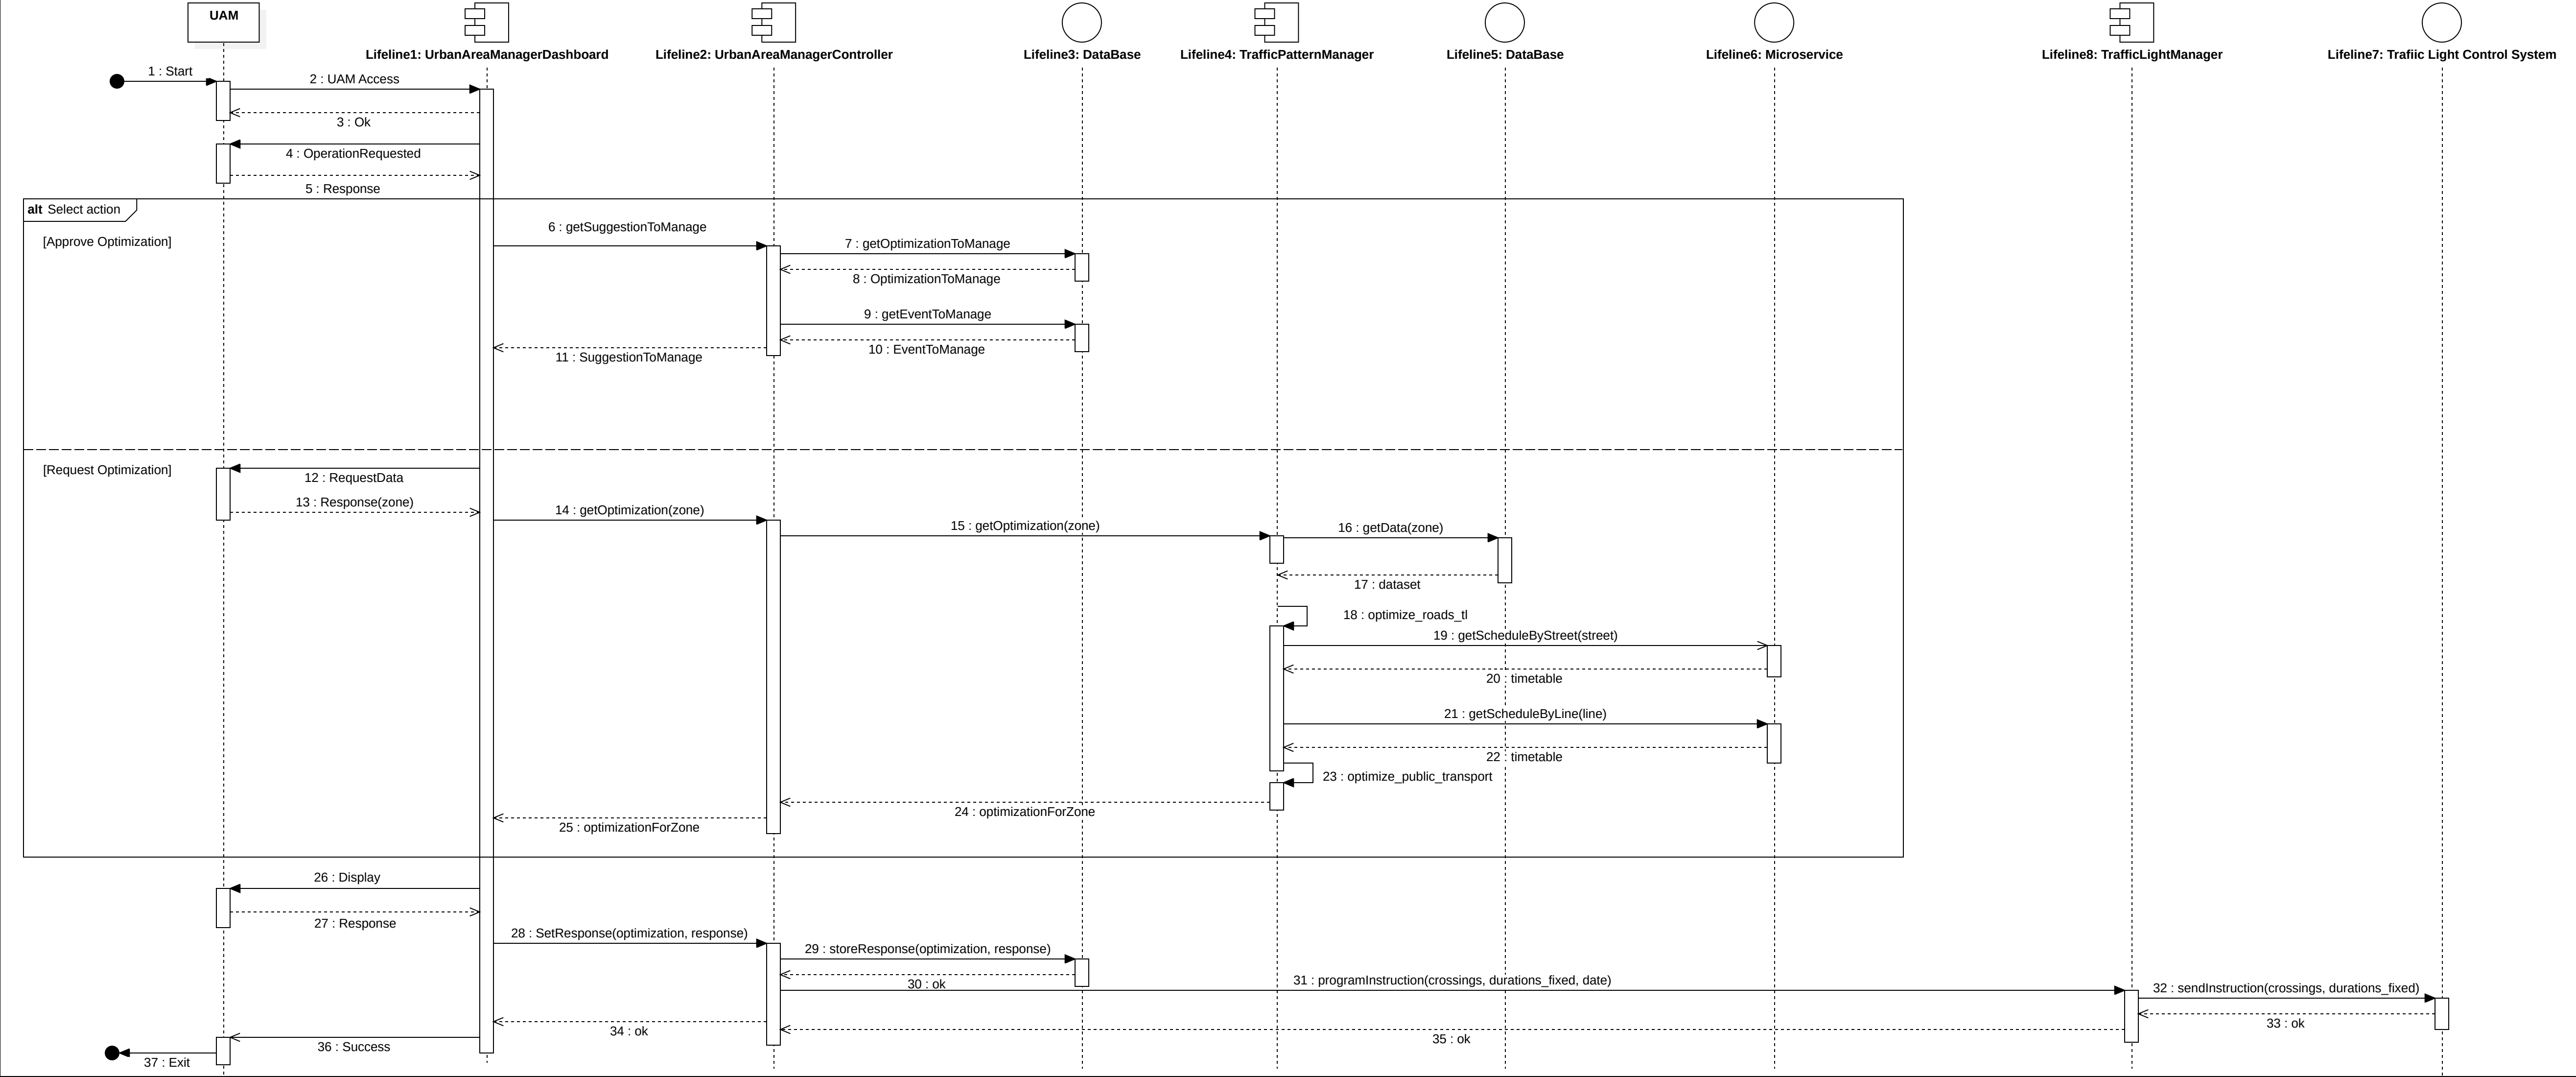 UAM
Lifeline1: UrbanAreaManagerDashboard
Lifeline2: UrbanAreaManagerController
Lifeline3: DataBase
Lifeline4: TrafficPatternManager
Lifeline5: DataBase
Lifeline6: Microservice
Lifeline8: TrafficLightManager
Lifeline7: Trafiic Light Control System
1 : Start
2 : UAM Access
3 : Ok
4 : OperationRequested
5 : Response
alt Select action
[Approve Optimization]
6 : getSuggestionToManage
7 : getOptimizationToManage
8 : OptimizationToManage
9 : getEventToManage
10 : EventToManage
11 : SuggestionToManage
[Request Optimization]
12 : RequestData
13 : Response(zone)
14 : getOptimization(zone)
15 : getOptimization(zone)
16 : getData(zone)
17 : dataset
18 : optimize_roads_tl
19 : getScheduleByStreet(street)
20 : timetable
21 : getScheduleByLine(line)
22 : timetable
23 : optimize_public_transport
24 : optimizationForZone
25 : optimizationForZone
26 : Display
27 : Response
28 : SetResponse(optimization, response)
29 : storeResponse(optimization, response)
30 : ok
31 : programInstruction(crossings, durations_fixed, date)
32 : sendInstruction(crossings, durations_fixed)
33 : ok
34 : ok
35 : ok
36 : Success
37 : Exit